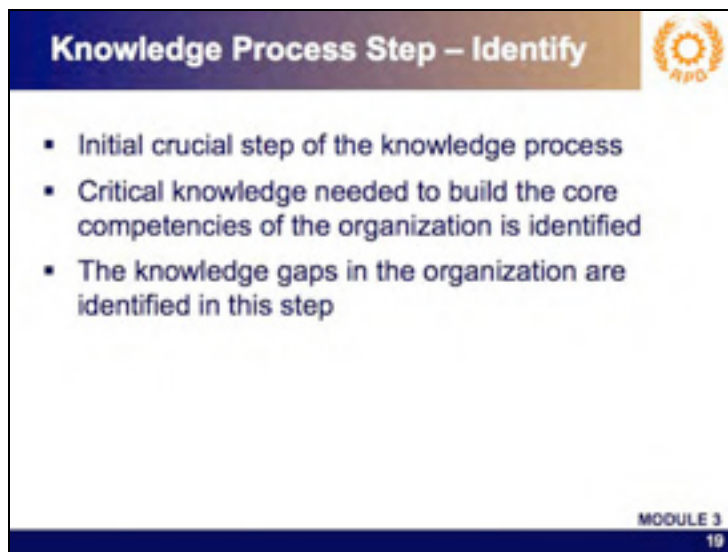 Knowledge Process Step – Identify
APO
▪ Initial crucial step of the knowledge process
▪ Critical knowledge needed to build the core
competencies of the organization is identified
▪ The knowledge gaps in the organization are
identified in this step
MODULE 3
19